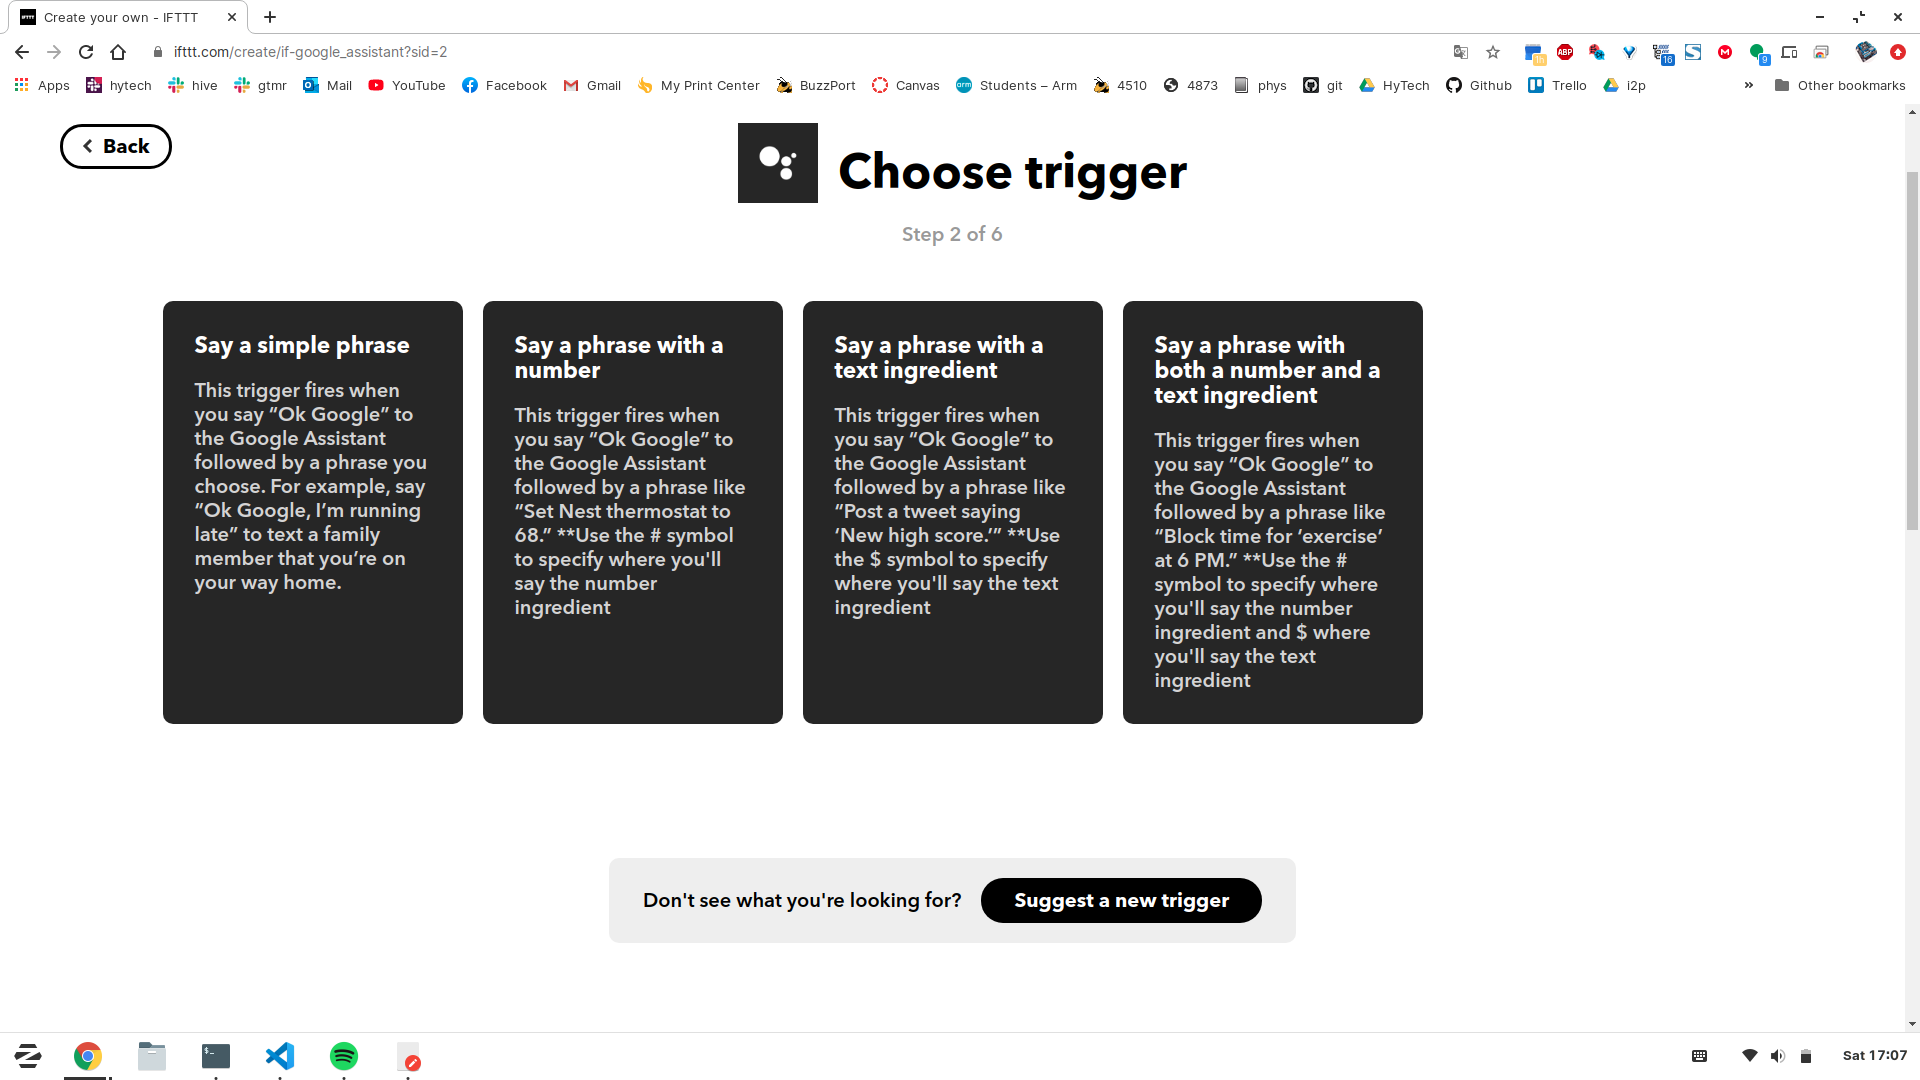 Create your own - IFTTT
ifttt.com/create/if-google_assistant?sid=2
1h
ABP
16
9
Apps
hytech
hive
gtmr
Mail
YouTube
Facebook
Gmail
My Print Center
BuzzPort
Canvas
Students – Arm
4510
4873
phys
git
HyTech
Github
Trello
i2p
»
Other bookmarks
Back
Choose trigger
Step 2 of 6
Say a simple phrase
This trigger fires when
you say “Ok Google” to
the Google Assistant
followed by a phrase you
choose. For example, say
“Ok Google, I’m running
late” to text a family
member that you’re on
your way home.
Say a phrase with a
number
This trigger fires when
you say “Ok Google” to
the Google Assistant
followed by a phrase like
“Set Nest thermostat to
68.” **Use the # symbol
to specify where you'll
say the number
ingredient
Say a phrase with a
text ingredient
This trigger fires when
you say “Ok Google” to
the Google Assistant
followed by a phrase like
“Post a tweet saying
‘New high score.’” **Use
the $ symbol to specify
where you'll say the text
ingredient
Say a phrase with
both a number and a
text ingredient
This trigger fires when
you say “Ok Google” to
the Google Assistant
followed by a phrase like
“Block time for ‘exercise’
at 6 PM.” **Use the #
symbol to specify where
you'll say the number
ingredient and $ where
you'll say the text
ingredient
Don't see what you're looking for?
Suggest a new trigger
Sat 17:07